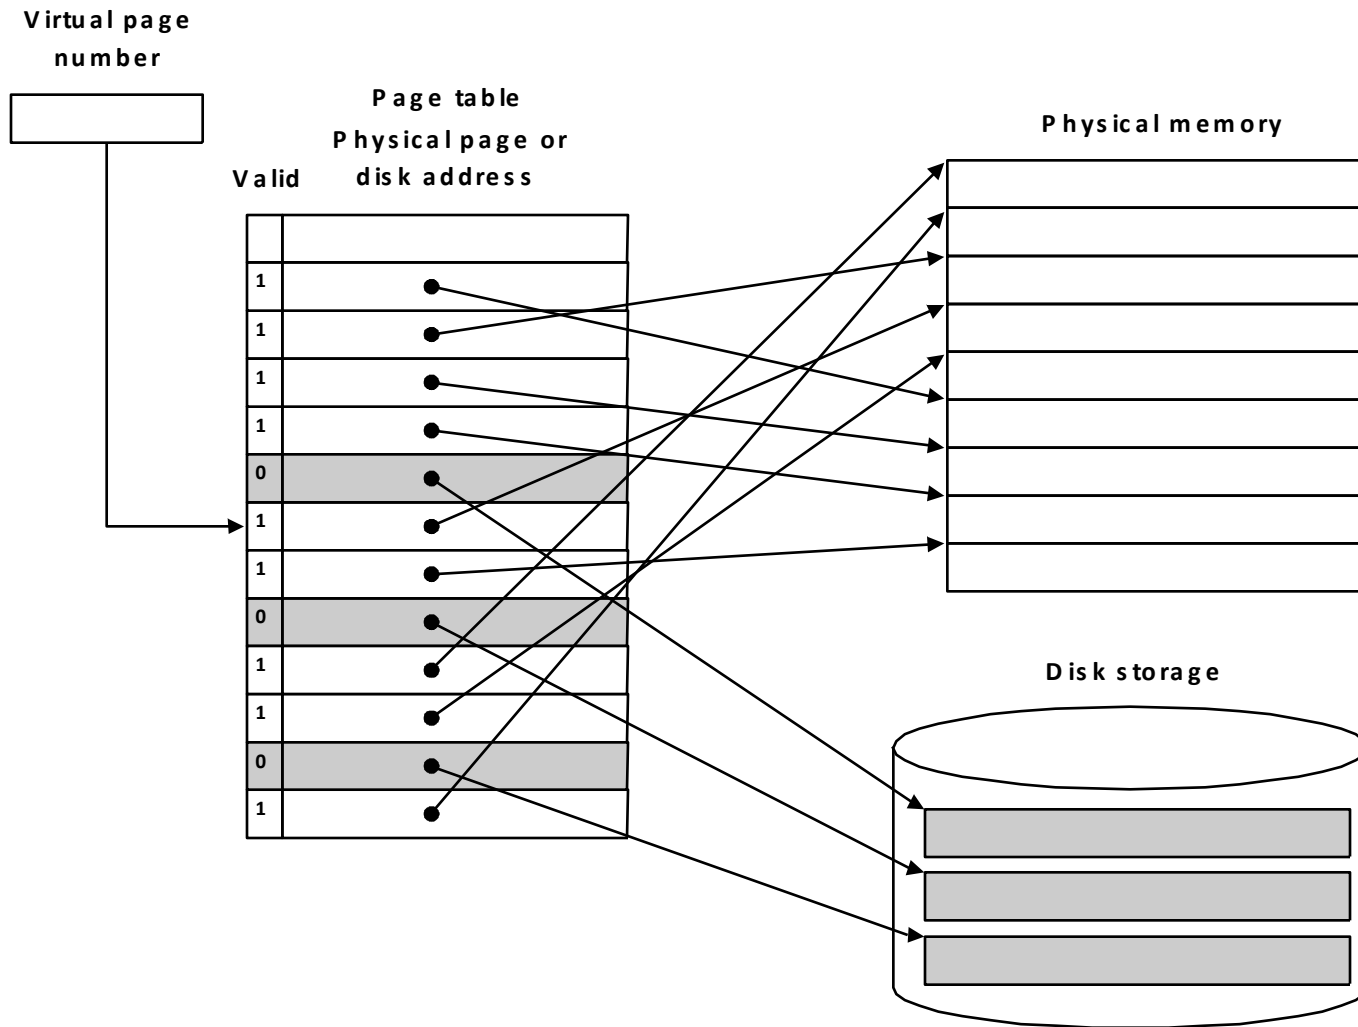 Virtual page
number
Page table
Physical page or
disk address
Valid
Physical memory
1
1
1
1
0
1
1
0
1
1
0
1
Disk storage